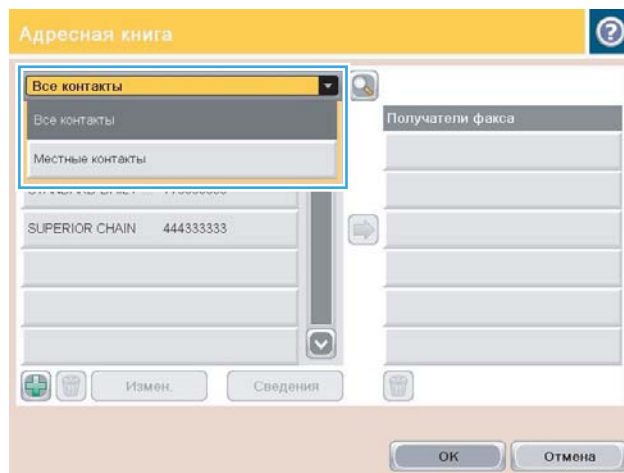 Адресная книга
Все контакты
Все контакты
Местные контакты
Получатели факса
SUPERIOR CHAIN 444333333
Измен.
Сведения
OK
Отмена